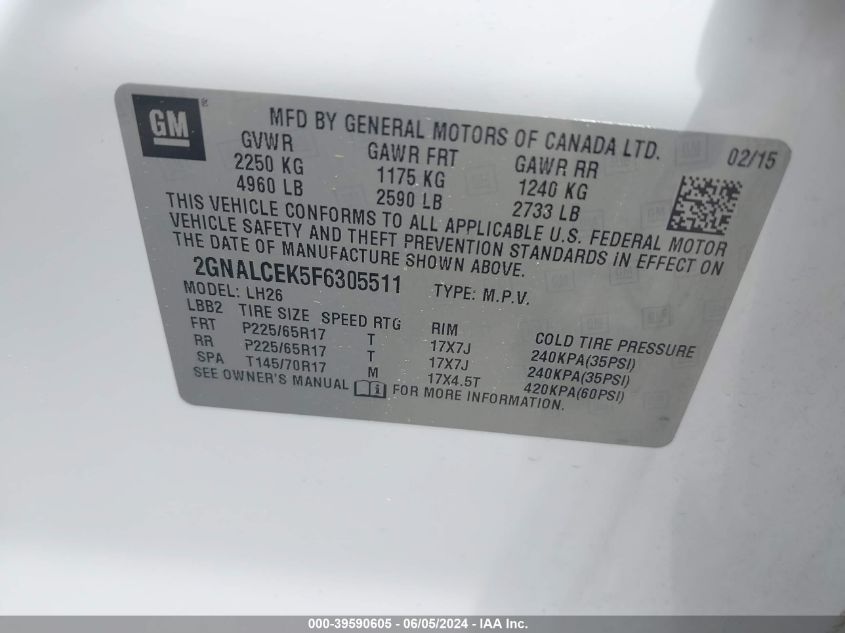 GM ®
MFD BY GENERAL MOTORS OF CANADA LTD. 02/15
GVWR GAWR FRT GAWR RR
2250 KG 1175 KG 1240 KG
4960 LB 2590 LB 2733 LB
THIS VEHICLE CONFORMS TO ALL APPLICABLE U.S. FEDERAL MOTOR
VEHICLE SAFETY AND THEFT PREVENTION STANDARDS IN EFFECT ON
THE DATE OF MANUFACTURE SHOWN ABOVE.
2GNALCEK5F6305511 TYPE: M.P.V.
MODEL: LH26
LBB2 TIRE SIZE SPEED RTG RIM COLD TIRE PRESSURE
FRT P225/65R17 T 17X7J 240KPA(35PSI)
RR P225/65R17 T 17X7J 240KPA(35PSI)
SPA T145/70R17 M 17X4.5T 420KPA(60PSI)
SEE OWNER'S MANUAL FOR MORE INFORMATION.
000-39590605 - 06/05/2024 - IAA Inc.